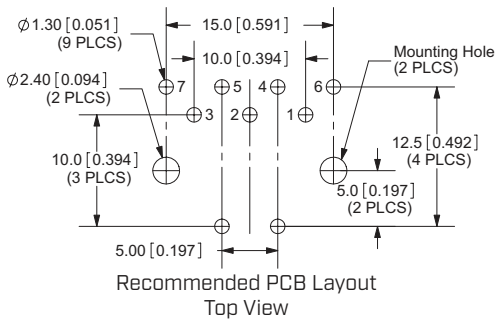 ⌀1.30 [0.051]
(9 PLCS)
15.0 [0.591]
10.0 [0.394]
Mounting Hole
(2 PLCS)
⌀2.40 [0.094]
(2 PLCS)
7
5
4
6
3
2
1
10.0 [0.394]
(3 PLCS)
12.5 [0.492]
(4 PLCS)
5.0 [0.197]
(2 PLCS)
5.00 [0.197]
Recommended PCB Layout
Top View